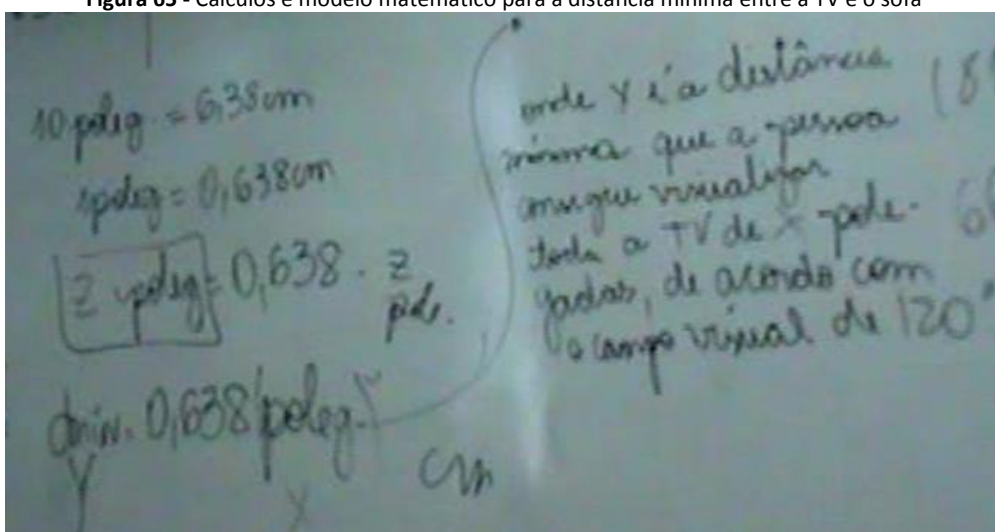 Figura 65 - Cálculos e modelo matemático para a distância mínima entre a TV e o sofá
10 poleg = 6,38cm
1poleg = 0,638cm
Z poleg = 0,638 . z
pole.
dmin. 0,638(poleg.)
Y
X
cm
onde Y é a distância
mínima que a pessoa
consegue visualizar
toda a TV de X pole-
gadas, de acordo com
o campo visual de 120°